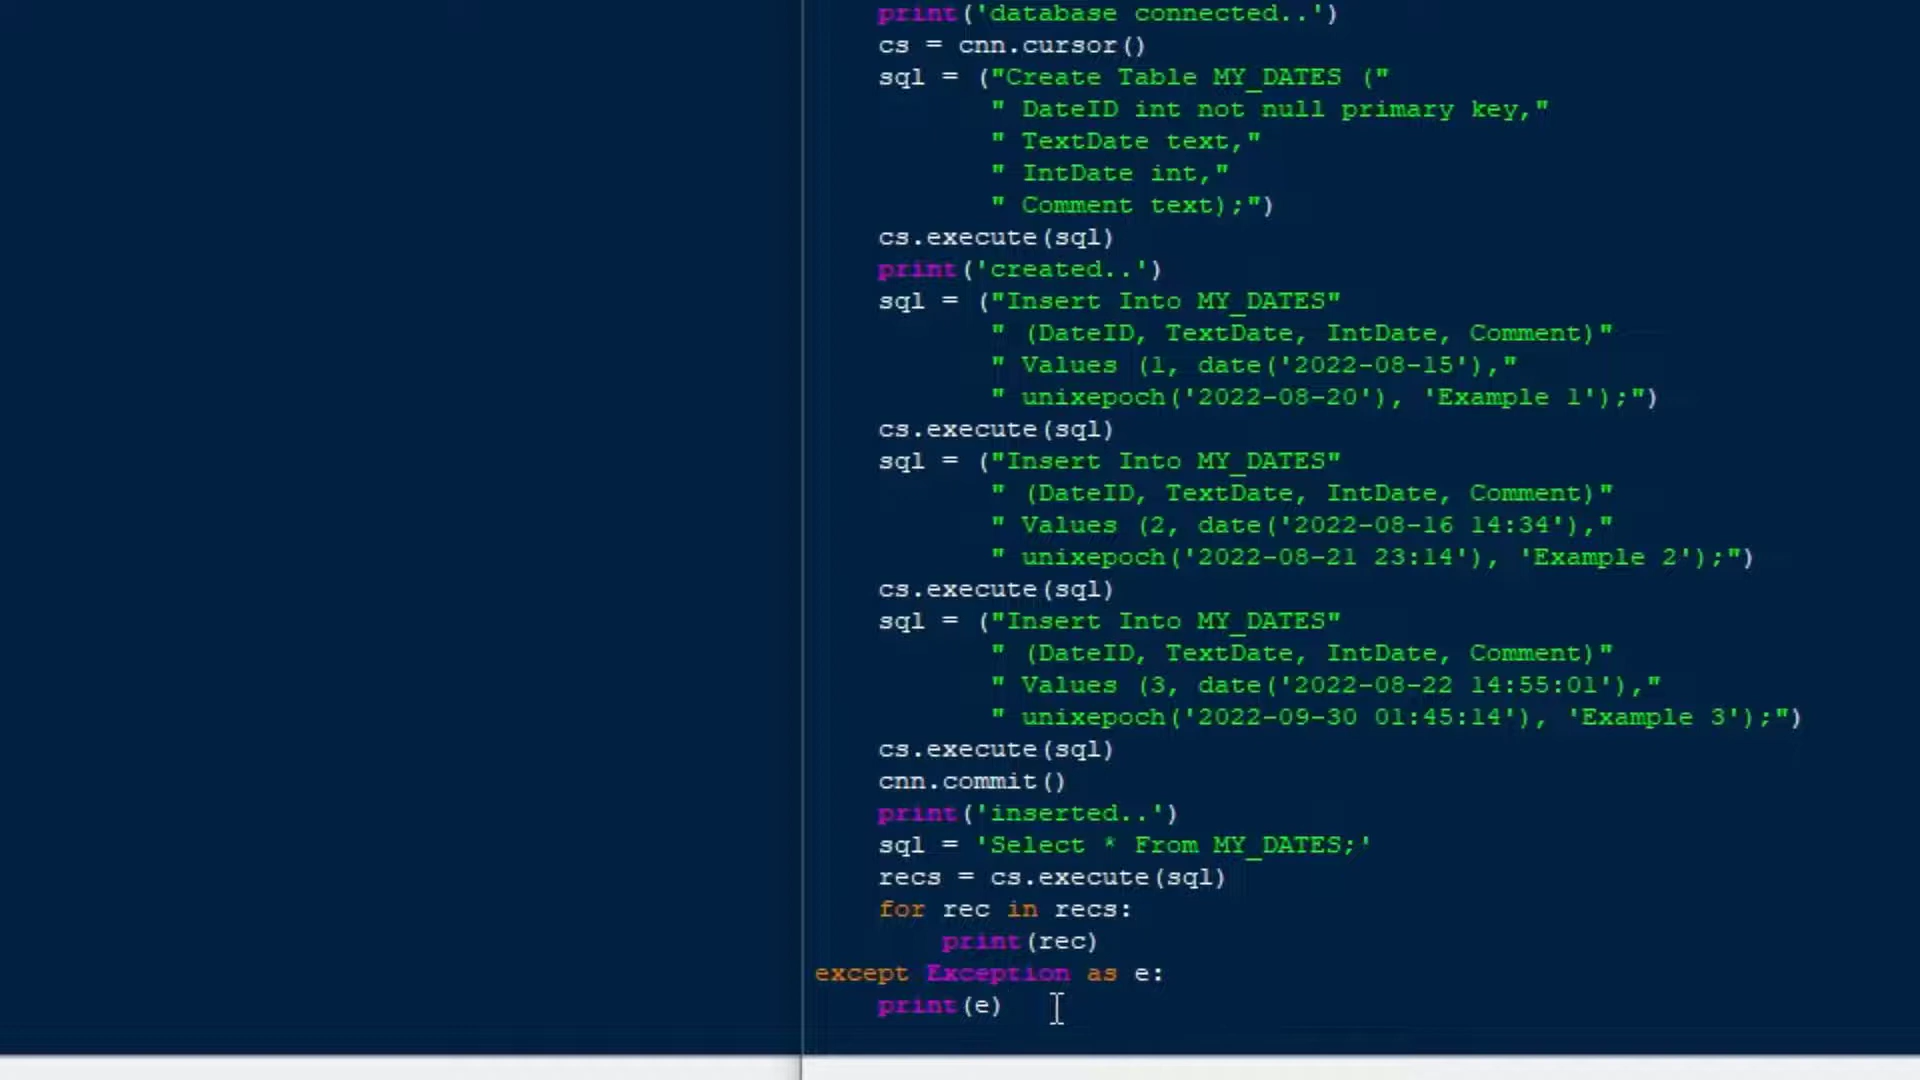 print('database connected..')
cs = cnn.cursor()
sql = ("Create Table MY_DATES ("
" DateID int not null primary key,"
" TextDate text,"
" IntDate int,"
" Comment text);")
cs.execute(sql)
print('created..')
sql = ("Insert Into MY_DATES"
" (DateID, TextDate, IntDate, Comment)"
" Values (1, date('2022-08-15'),"
" unixepoch('2022-08-20'), 'Example 1');")
cs.execute(sql)
sql = ("Insert Into MY_DATES"
" (DateID, TextDate, IntDate, Comment)"
" Values (2, date('2022-08-16 14:34'),"
" unixepoch('2022-08-21 23:14'), 'Example 2');")
cs.execute(sql)
sql = ("Insert Into MY_DATES"
" (DateID, TextDate, IntDate, Comment)"
" Values (3, date('2022-08-22 14:55:01'),"
" unixepoch('2022-09-30 01:45:14'), 'Example 3');")
cs.execute(sql)
cnn.commit()
print('inserted..')
sql = 'Select * From MY_DATES;'
recs = cs.execute(sql)
for rec in recs:
print(rec)
except Exception as e:
print(e)